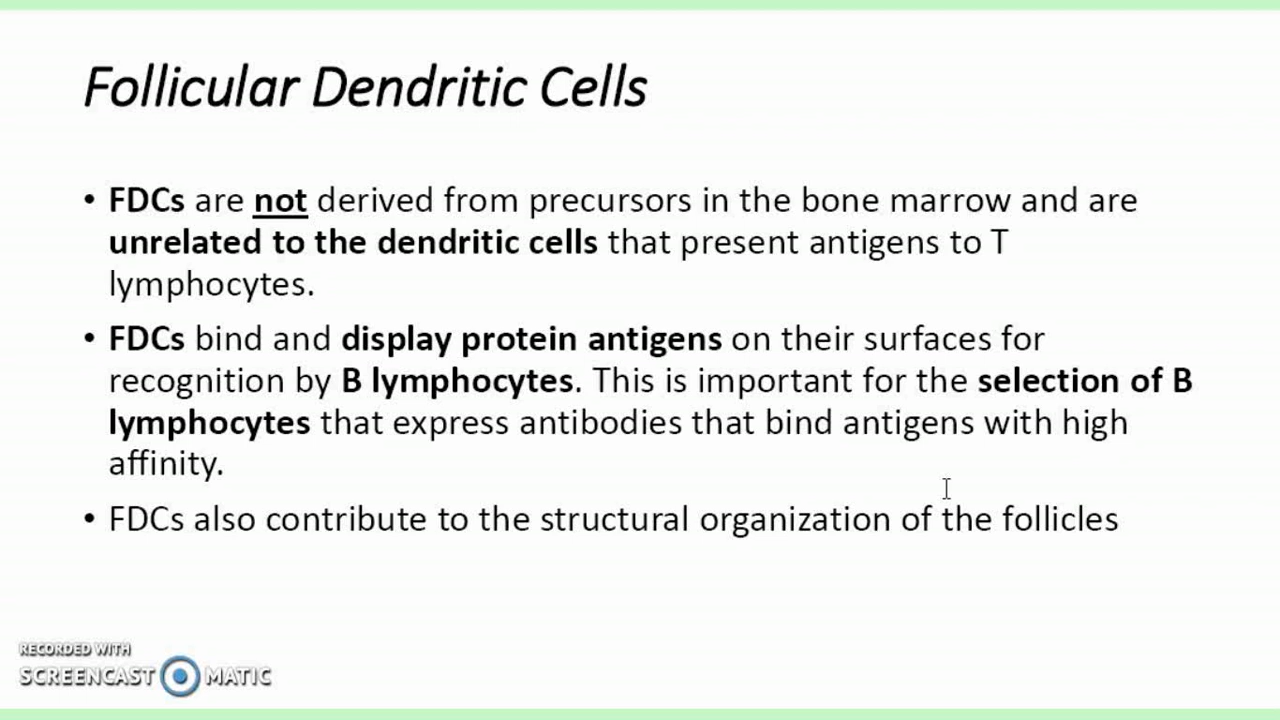 Follicular Dendritic Cells
• FDCs are not derived from precursors in the bone marrow and are
unrelated to the dendritic cells that present antigens to T
lymphocytes.
• FDCs bind and display protein antigens on their surfaces for
recognition by B lymphocytes. This is important for the selection of B
lymphocytes that express antibodies that bind antigens with high
affinity.
• FDCs also contribute to the structural organization of the follicles
RECORDED WITH
SCREENCAST MATIC